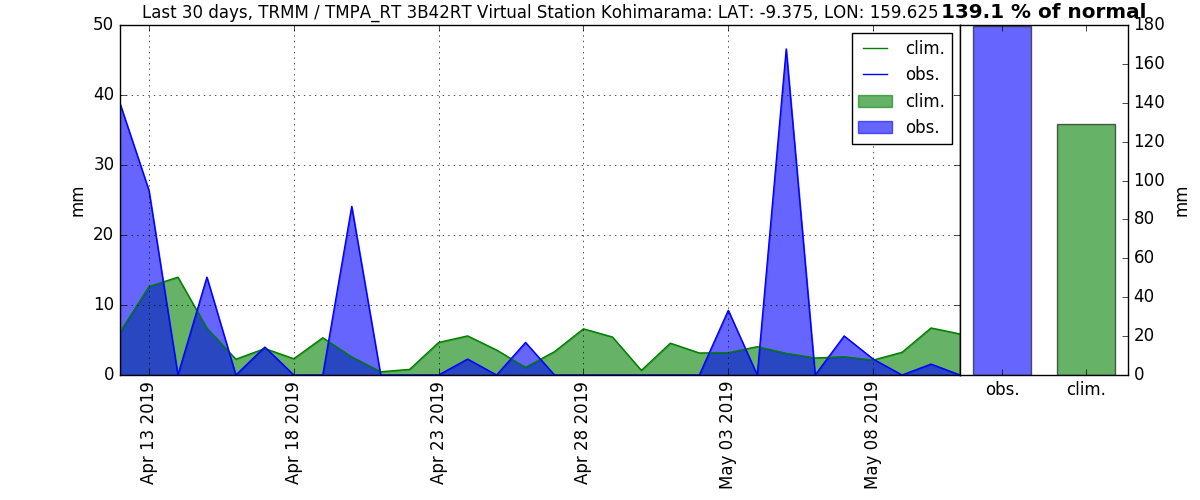 Last 30 days, TRMM / TMPA_RT 3B42RT Virtual Station Kohimarama: LAT: -9.375, LON: 159.625 139.1 % of normal
50
40
30
20
10
0
mm
clim.
obs.
clim.
obs.
Apr 13 2019
Apr 18 2019
Apr 23 2019
Apr 28 2019
May 03 2019
May 08 2019
180
160
140
120
100
80
60
40
20
0
mm
obs.
clim.